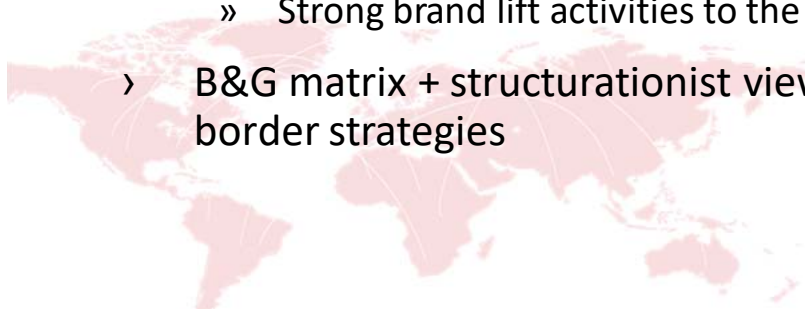 » Strong brand lift activities to the
› B&G matrix + structurationist
border strategies